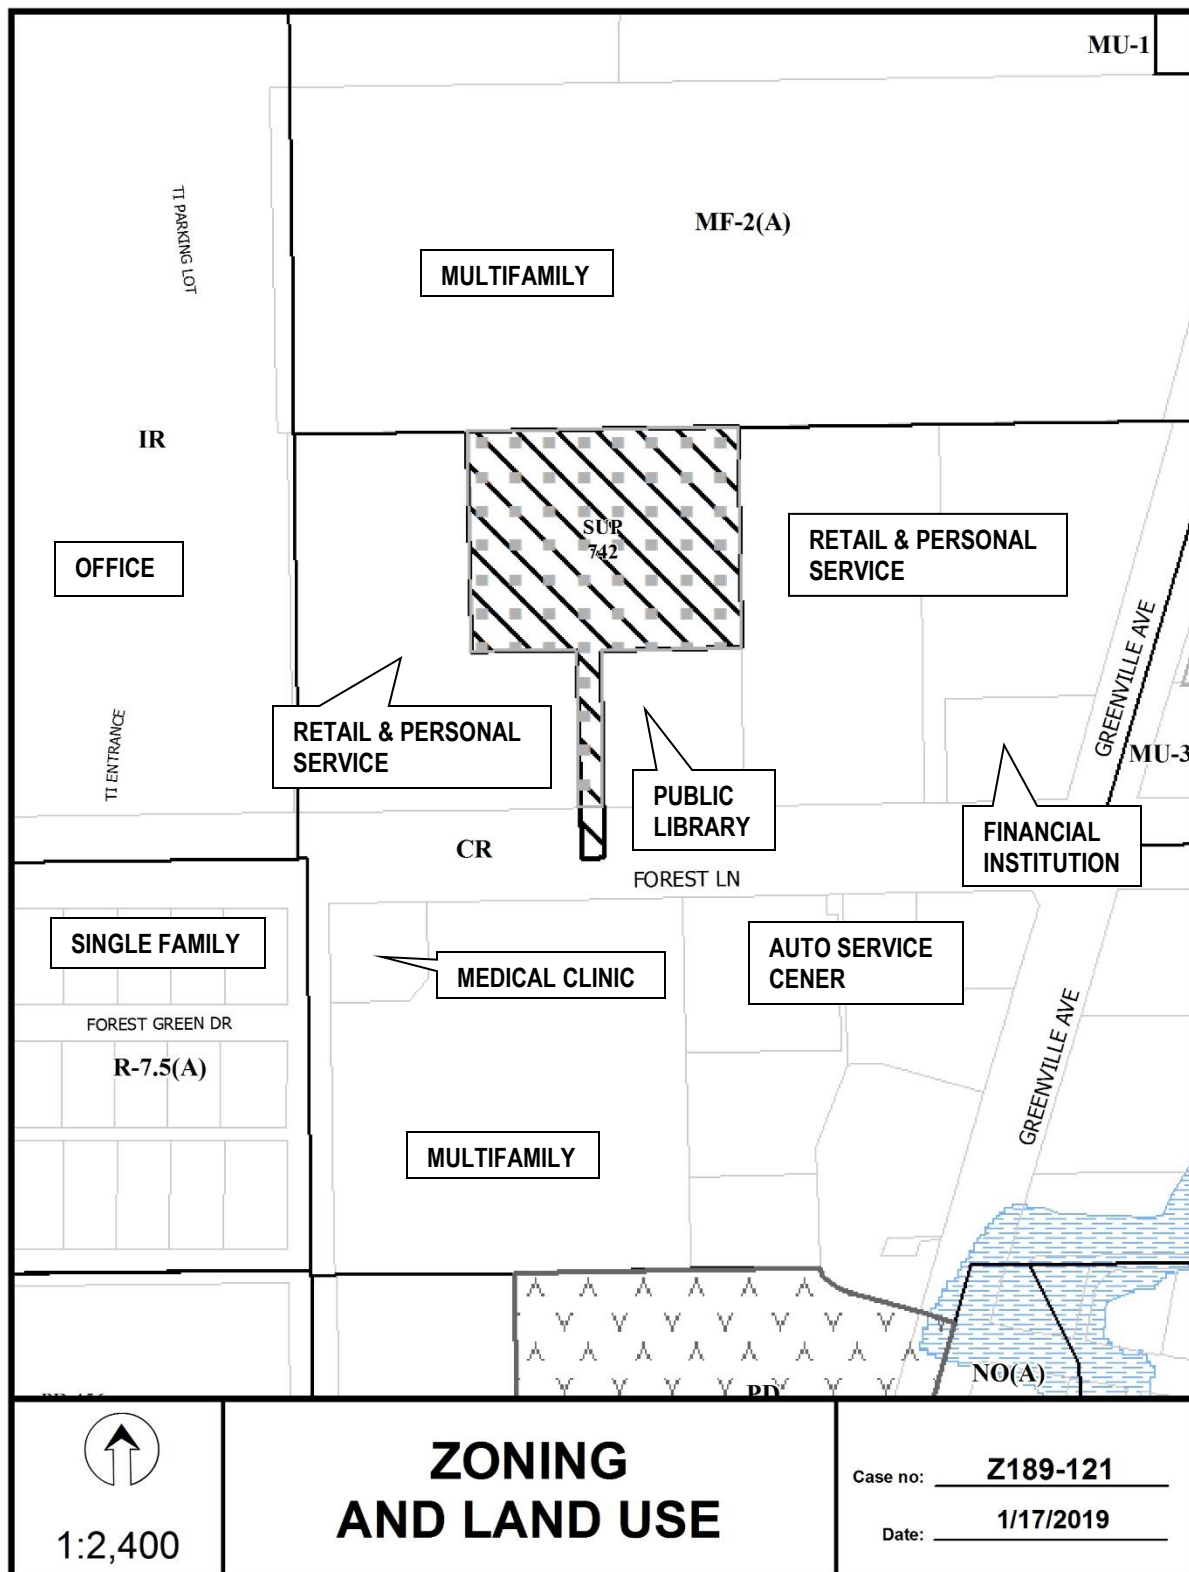 MU-1
TI PARKING LOT
MF-2(A)
MULTIFAMILY
IR
SUP
742
OFFICE
RETAIL & PERSONAL
SERVICE
GREENVILLE AVE
RETAIL & PERSONAL
SERVICE
TI ENTRANCE
MU-3
PUBLIC
LIBRARY
FINANCIAL
INSTITUTION
CR
FOREST LN
SINGLE FAMILY
MEDICAL CLINIC
AUTO SERVICE
CENER
FOREST GREEN DR
R-7.5(A)
GREENVILLE AVE
MULTIFAMILY
NO(A)
PD
1:2,400
ZONING
AND LAND USE
Case no: Z189-121
Date: 1/17/2019